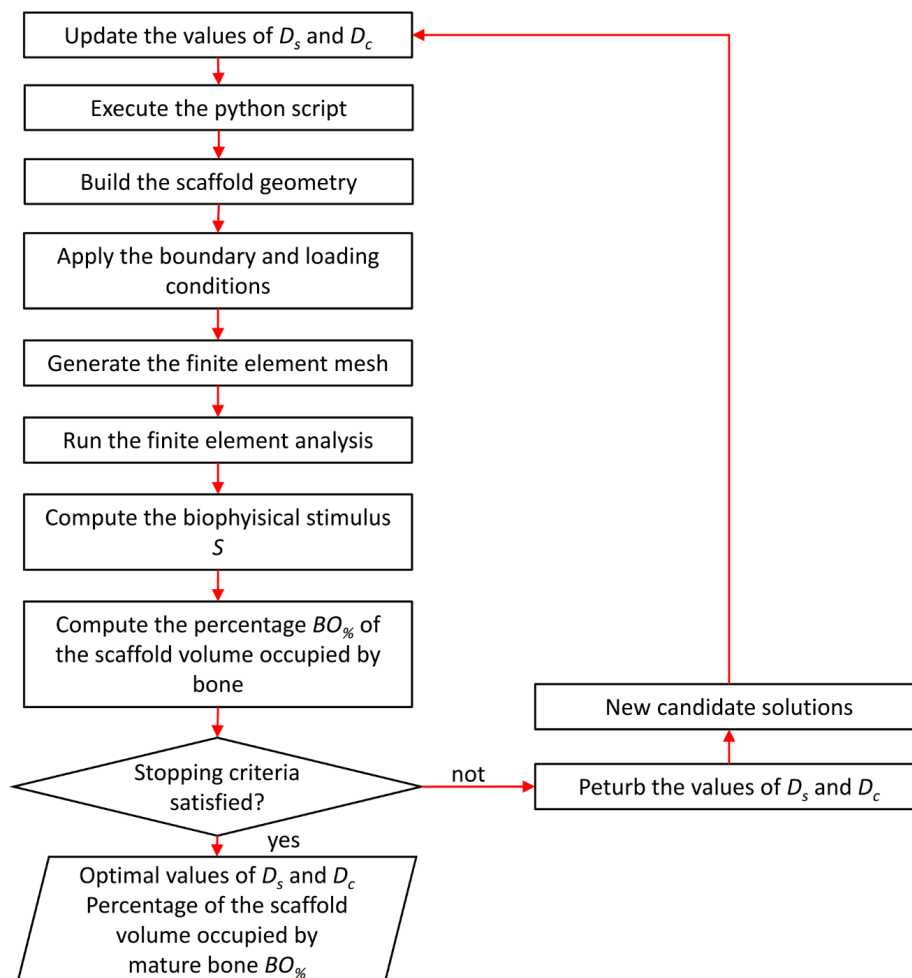 Update the values of Ds and Dc
Execute the python script
Build the scaffold geometry
Apply the boundary and loading
conditions
Generate the finite element mesh
Run the finite element analysis
Compute the biophyisical stimulus
S
Compute the percentage BO% of
the scaffold volume occupied by
bone
Stopping criteria
satisfied?
not
Peturb the values of Ds and Dc
New candidate solutions
yes
Optimal values of Ds and Dc
Percentage of the scaffold
volume occupied by
mature bone BO%